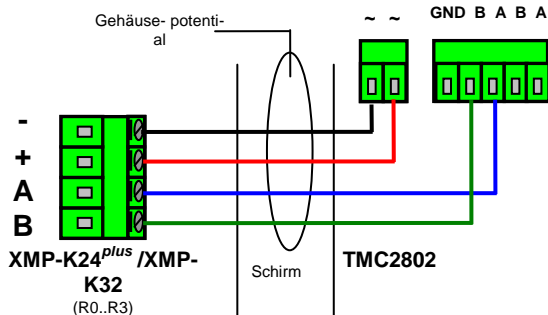 Gehäuse- potenti-
al
~ ~
GND B A B A
-
+
A
B
XMP-K24plus /XMP-
K32
(R0..R3)
Schirm
TMC2802